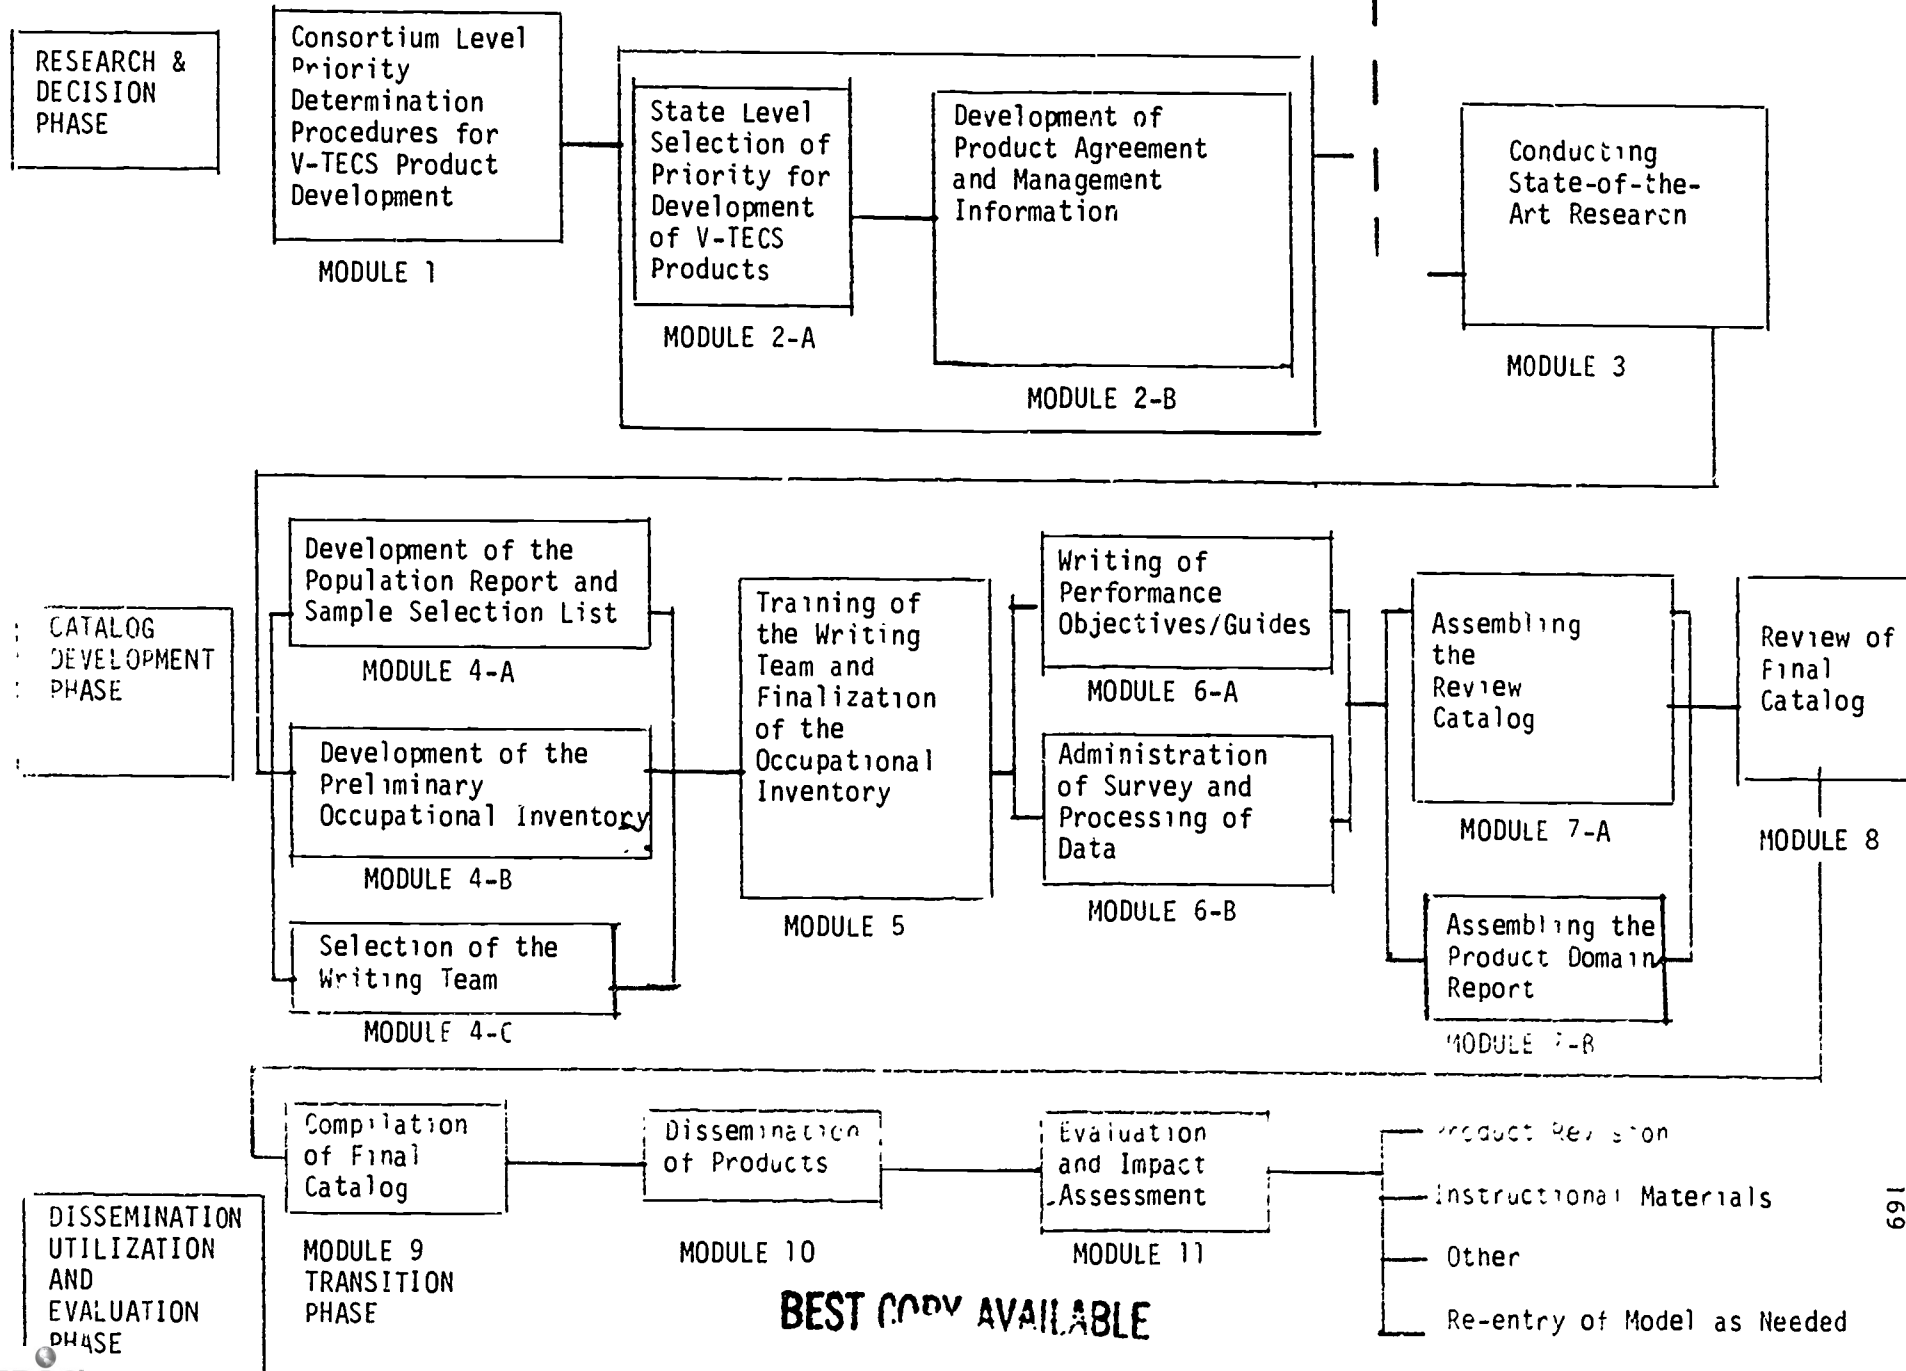 RESEARCH &
DECISION
PHASE
Consortium Level
Priority
Determination
Procedures for
V-TECS Product
Development
MODULE 1
State Level
Selection of
Priority for
Development
of V-TECS
Products
MODULE 2-A
Development of
Product Agreement
and Management
Information
MODULE 2-B
Conducting
State-of-the-
Art Research
MODULE 3
CATALOG
DEVELOPMENT
PHASE
Development of the
Population Report and
Sample Selection List
MODULE 4-A
Development of the
Preliminary
Occupational Inventory
MODULE 4-B
Selection of the
Writing Team
MODULE 4-C
Training of
the Writing
Team and
Finalization
of the
Occupational
Inventory
MODULE 5
Writing of
Performance
Objectives/Guides
MODULE 6-A
Administration
of Survey and
Processing of
Data
MODULE 6-B
Assembling
the
Review
Catalog
MODULE 7-A
Assembling the
Product Domain
Report
MODULE 7-B
Review of
Final
Catalog
MODULE 8
DISSEMINATION
UTILIZATION
AND
EVALUATION
PHASE
Compilation
of Final
Catalog
MODULE 9
TRANSITION
PHASE
Dissemination
of Products
MODULE 10
Evaluation
and Impact
Assessment
MODULE 11
Product Revision
Instructional Materials
Other
Re-entry of Model as Needed
169
BEST COPY AVAILABLE